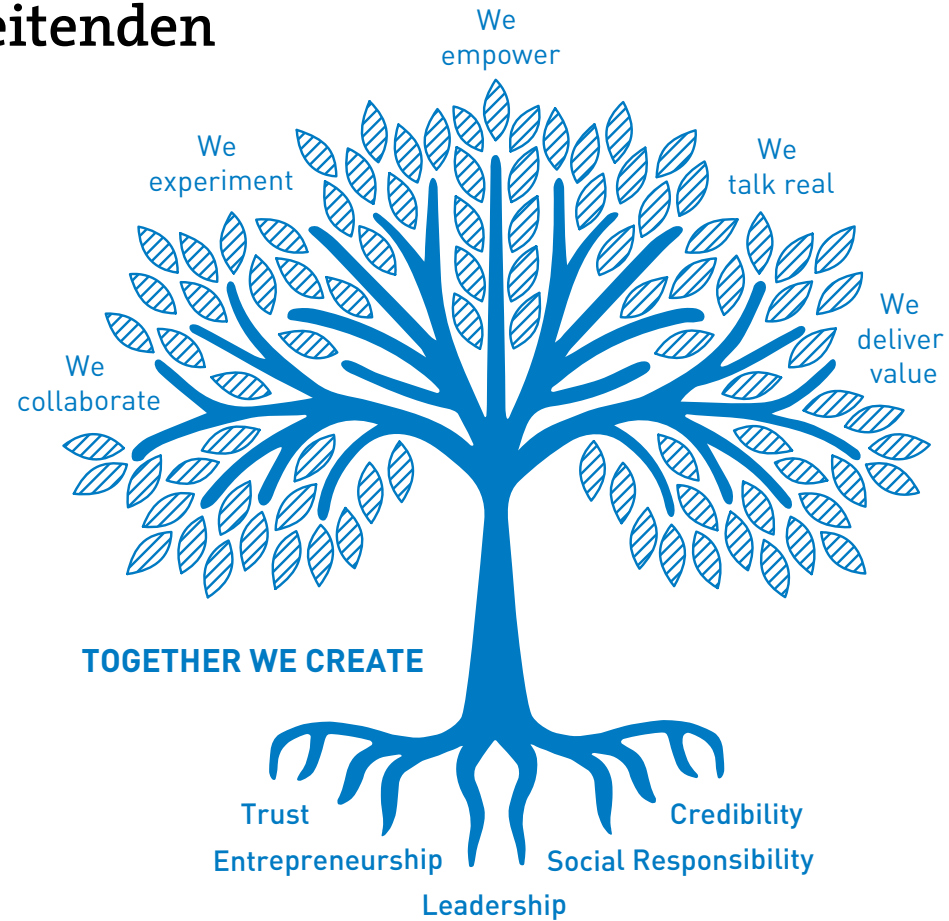 eitenden
We
empower
We
experiment
We
talk real
We
deliver
value
We
collaborate
TOGETHER WE CREATE
Trust
Credibility
Entrepreneurship
Social Responsibility
Leadership